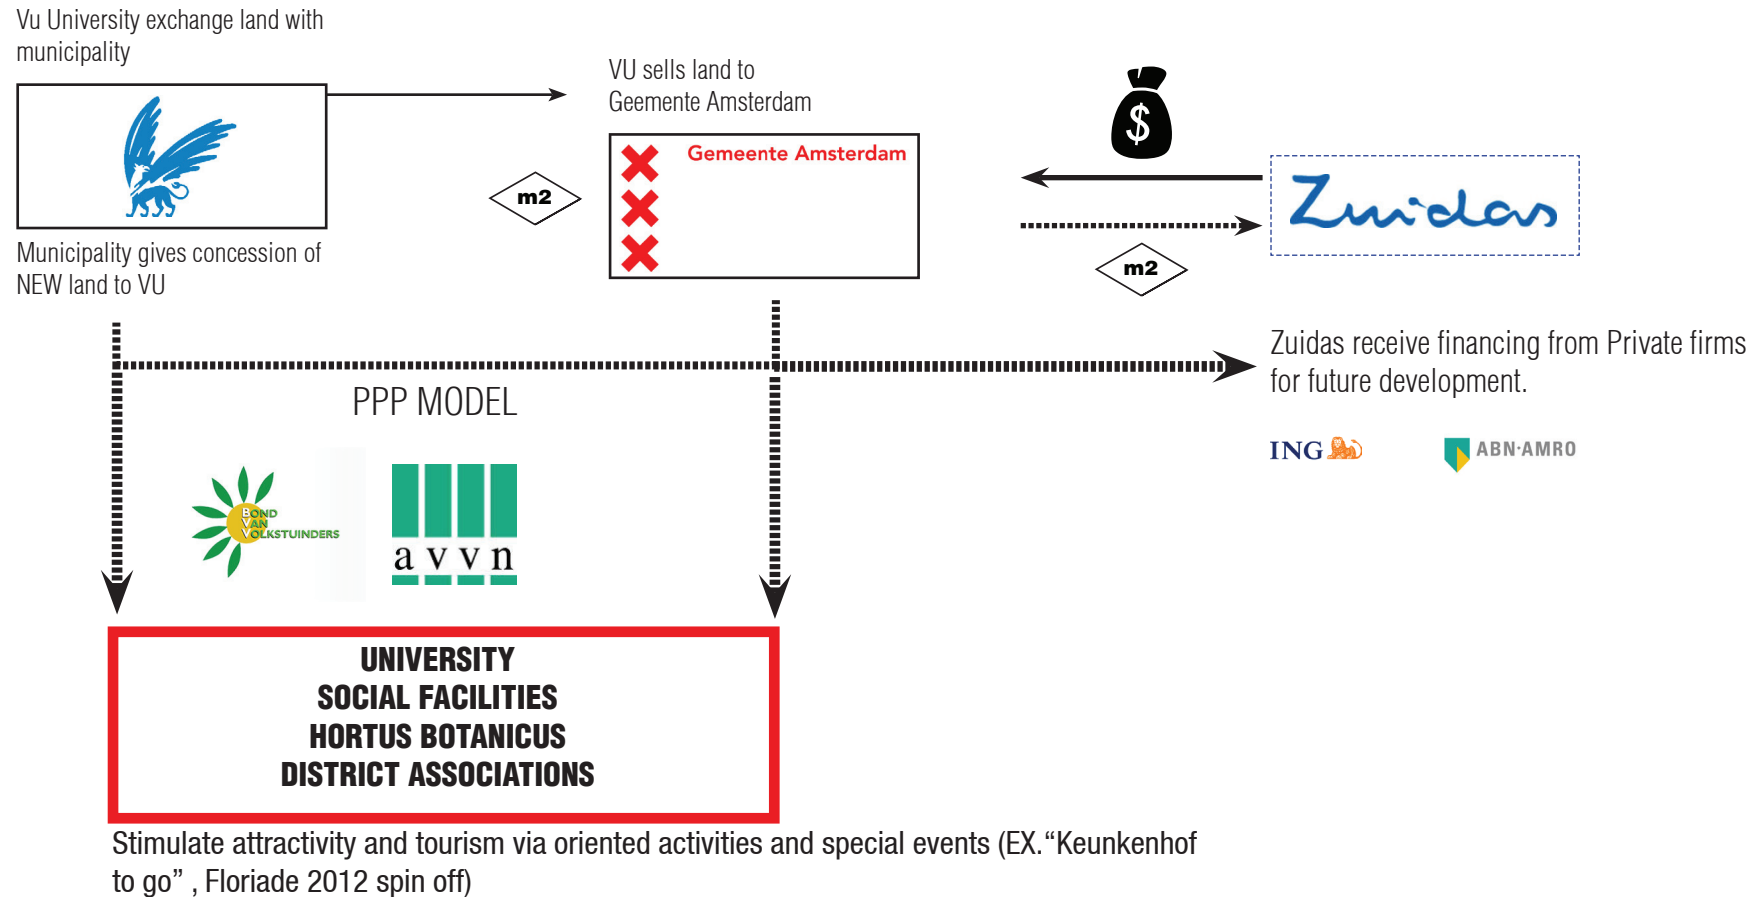 Vu University exchange land with
municipality
Municipality gives concession of
NEW land to VU
VU sells land to
Geemente Amsterdam
Gemeente Amsterdam
m2
$
Zuidas
m2
Zuidas receive financing from Private firms
for future development.
ING
ABN·AMRO
PPP MODEL
BOND
VAN
VOLKSTUINDERS
avvn
UNIVERSITY
SOCIAL FACILITIES
HORTUS BOTANICUS
DISTRICT ASSOCIATIONS
Stimulate attractivity and tourism via oriented activities and special events (EX.“Keunkenhof
to go” , Floriade 2012 spin off)